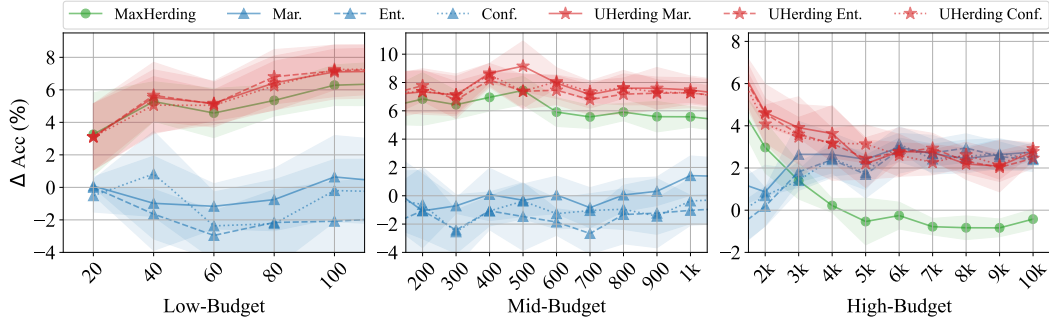 MaxHerding Mar. Ent. Conf. UHerding Mar. UHerding Ent. UHerding Conf.
Δ Acc (%)
8
6
4
2
0
−2
−4
20 40 60 80 100
Low-Budget
10
8
6
4
2
0
−2
−4
200 300 400 500 600 700 800 900 1k
Mid-Budget
8
6
4
2
0
−2
2k 3k 4k 5k 6k 7k 8k 9k 10k
High-Budget